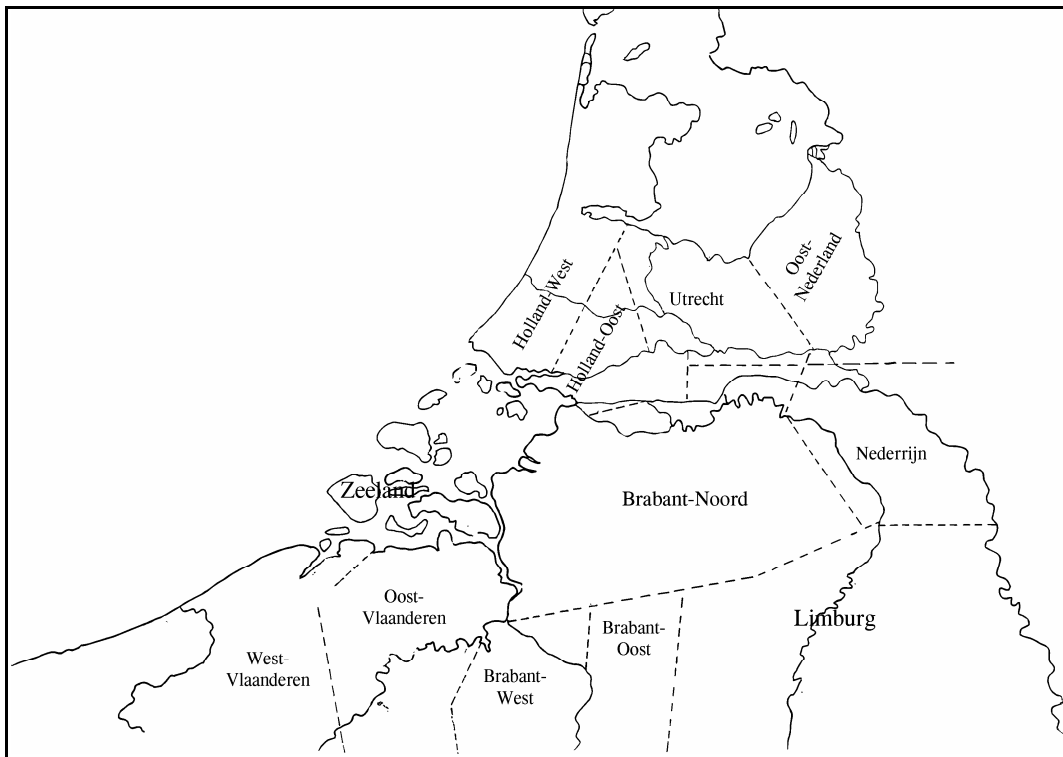 Oost-
Nederland
Holland-West
Utrecht
Holland-Oost
Nederrijn
Zeeland
Brabant-Noord
Oost-
Vlaanderen
Limburg
Brabant-
Oost
West-
Vlaanderen
Brabant-
West